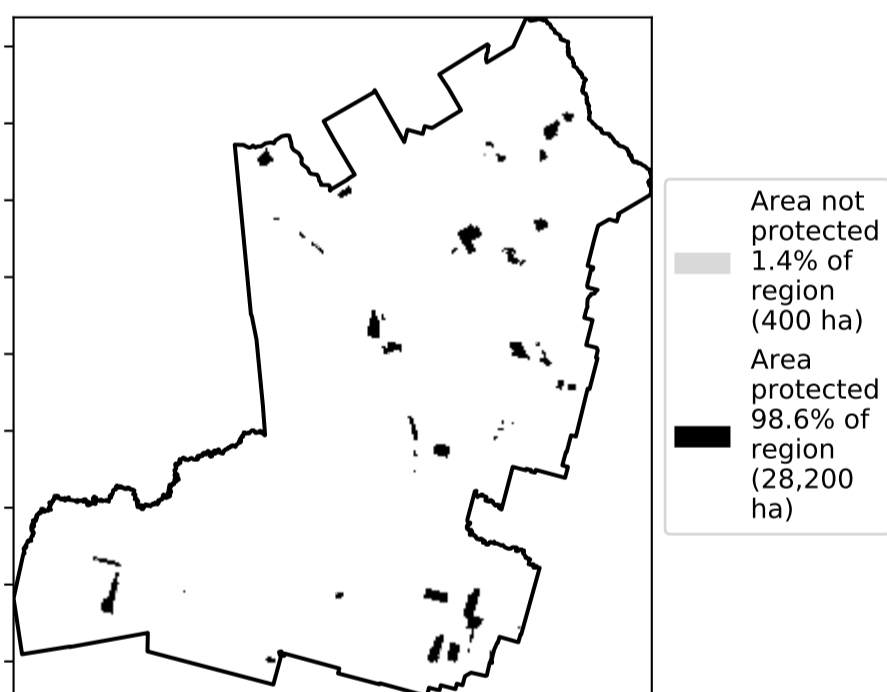 Area not
protected
1.4% of
region
(400 ha)
Area
protected
98.6% of
region
(28,200
ha)